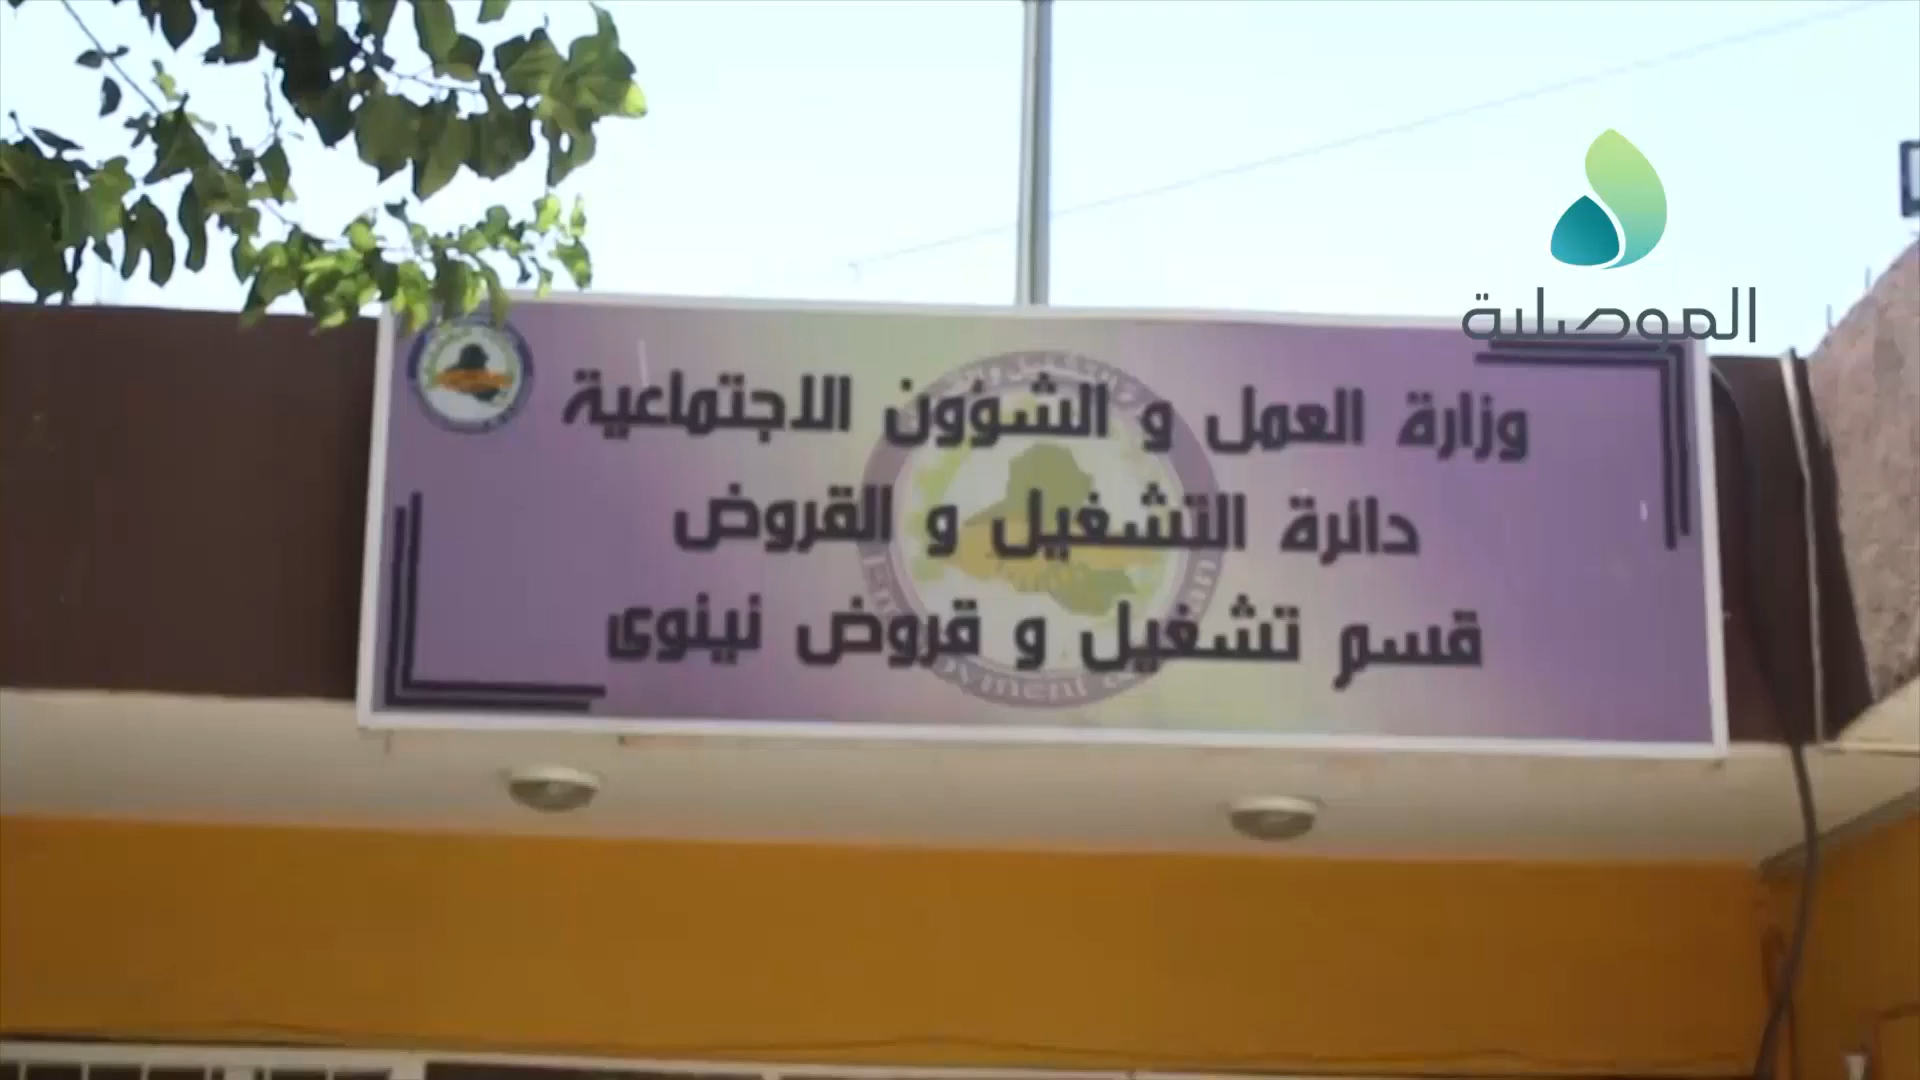 الموصلية
وزارة العمل و الشؤون الاجتماعية
دائرة التشغيل و القروض
قسم تشغيل و قروض نينوى